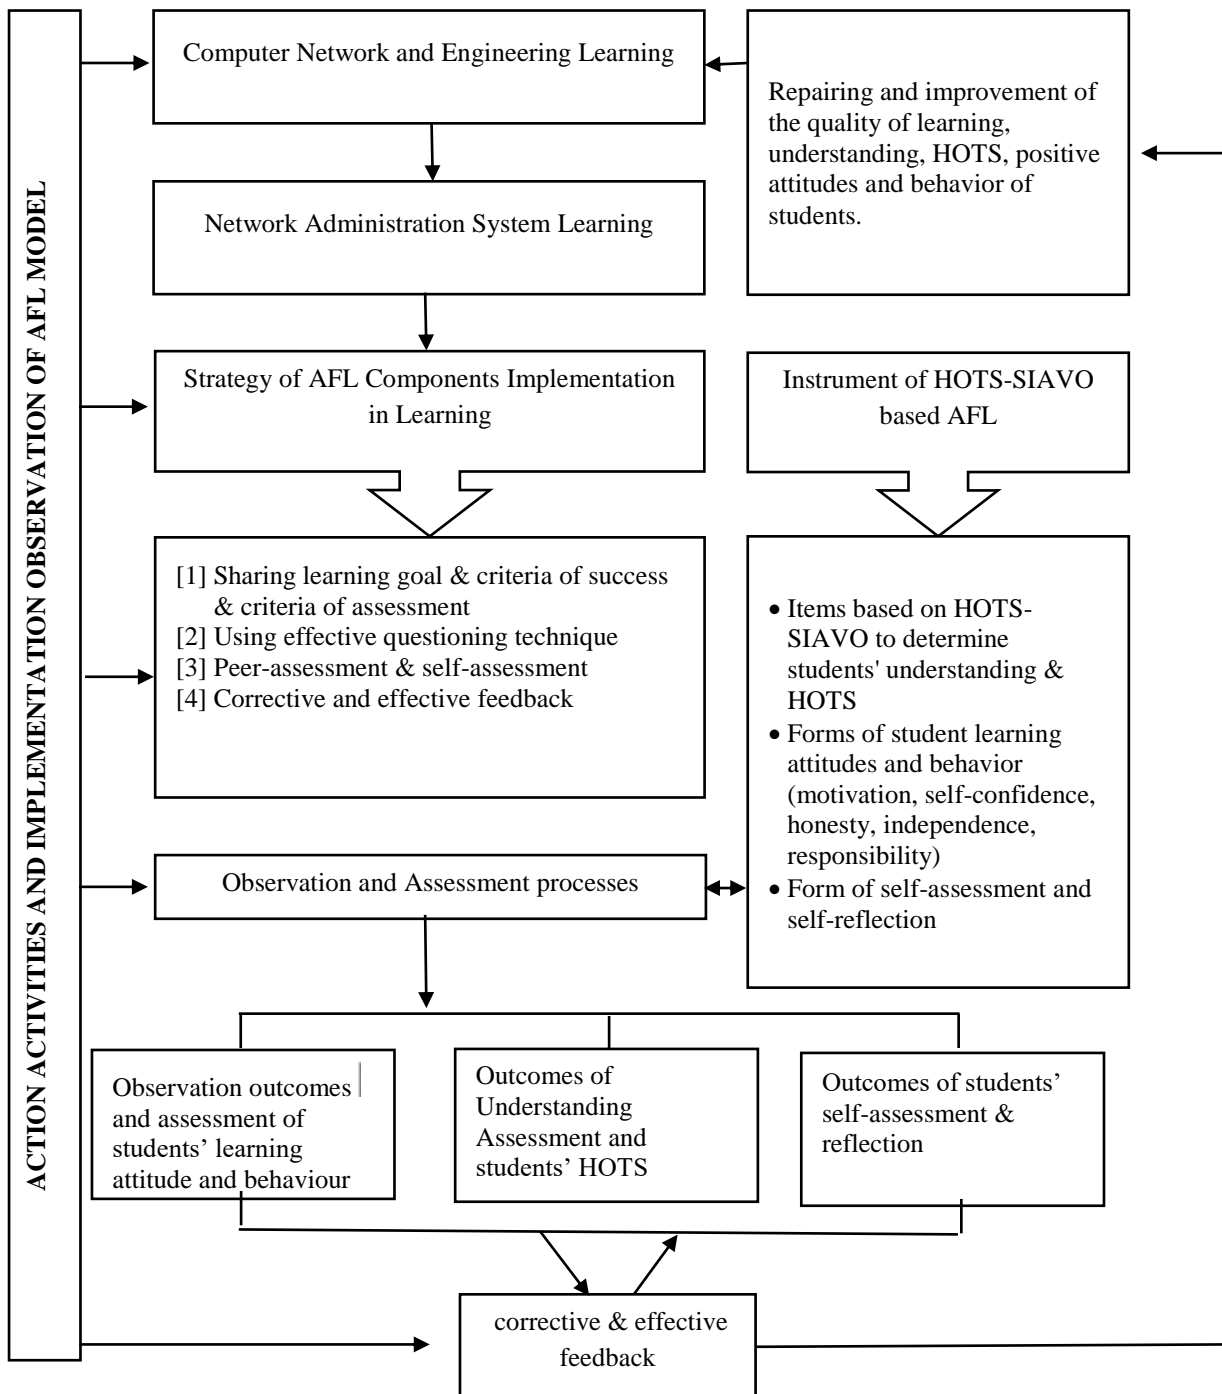 ACTION ACTIVITIES AND IMPLEMENTATION OBSERVATION OF AFL MODEL
Computer Network and Engineering Learning
Repairing and improvement of
the quality of learning,
understanding, HOTS, positive
attitudes and behavior of
students.
Network Administration System Learning
Strategy of AFL Components Implementation
in Learning
Instrument of HOTS-SIAVO
based AFL
[1] Sharing learning goal & criteria of success
& criteria of assessment
[2] Using effective questioning technique
[3] Peer-assessment & self-assessment
[4] Corrective and effective feedback
• Items based on HOTS-
SIAVO to determine
students' understanding &
HOTS
• Forms of student learning
attitudes and behavior
(motivation, self-confidence,
honesty, independence,
responsibility)
• Form of self-assessment and
self-reflection
Observation and Assessment processes
Observation outcomes
and assessment of
students’ learning
attitude and behaviour
Outcomes of
Understanding
Assessment and
students’ HOTS
Outcomes of students’
self-assessment &
reflection
corrective & effective
feedback